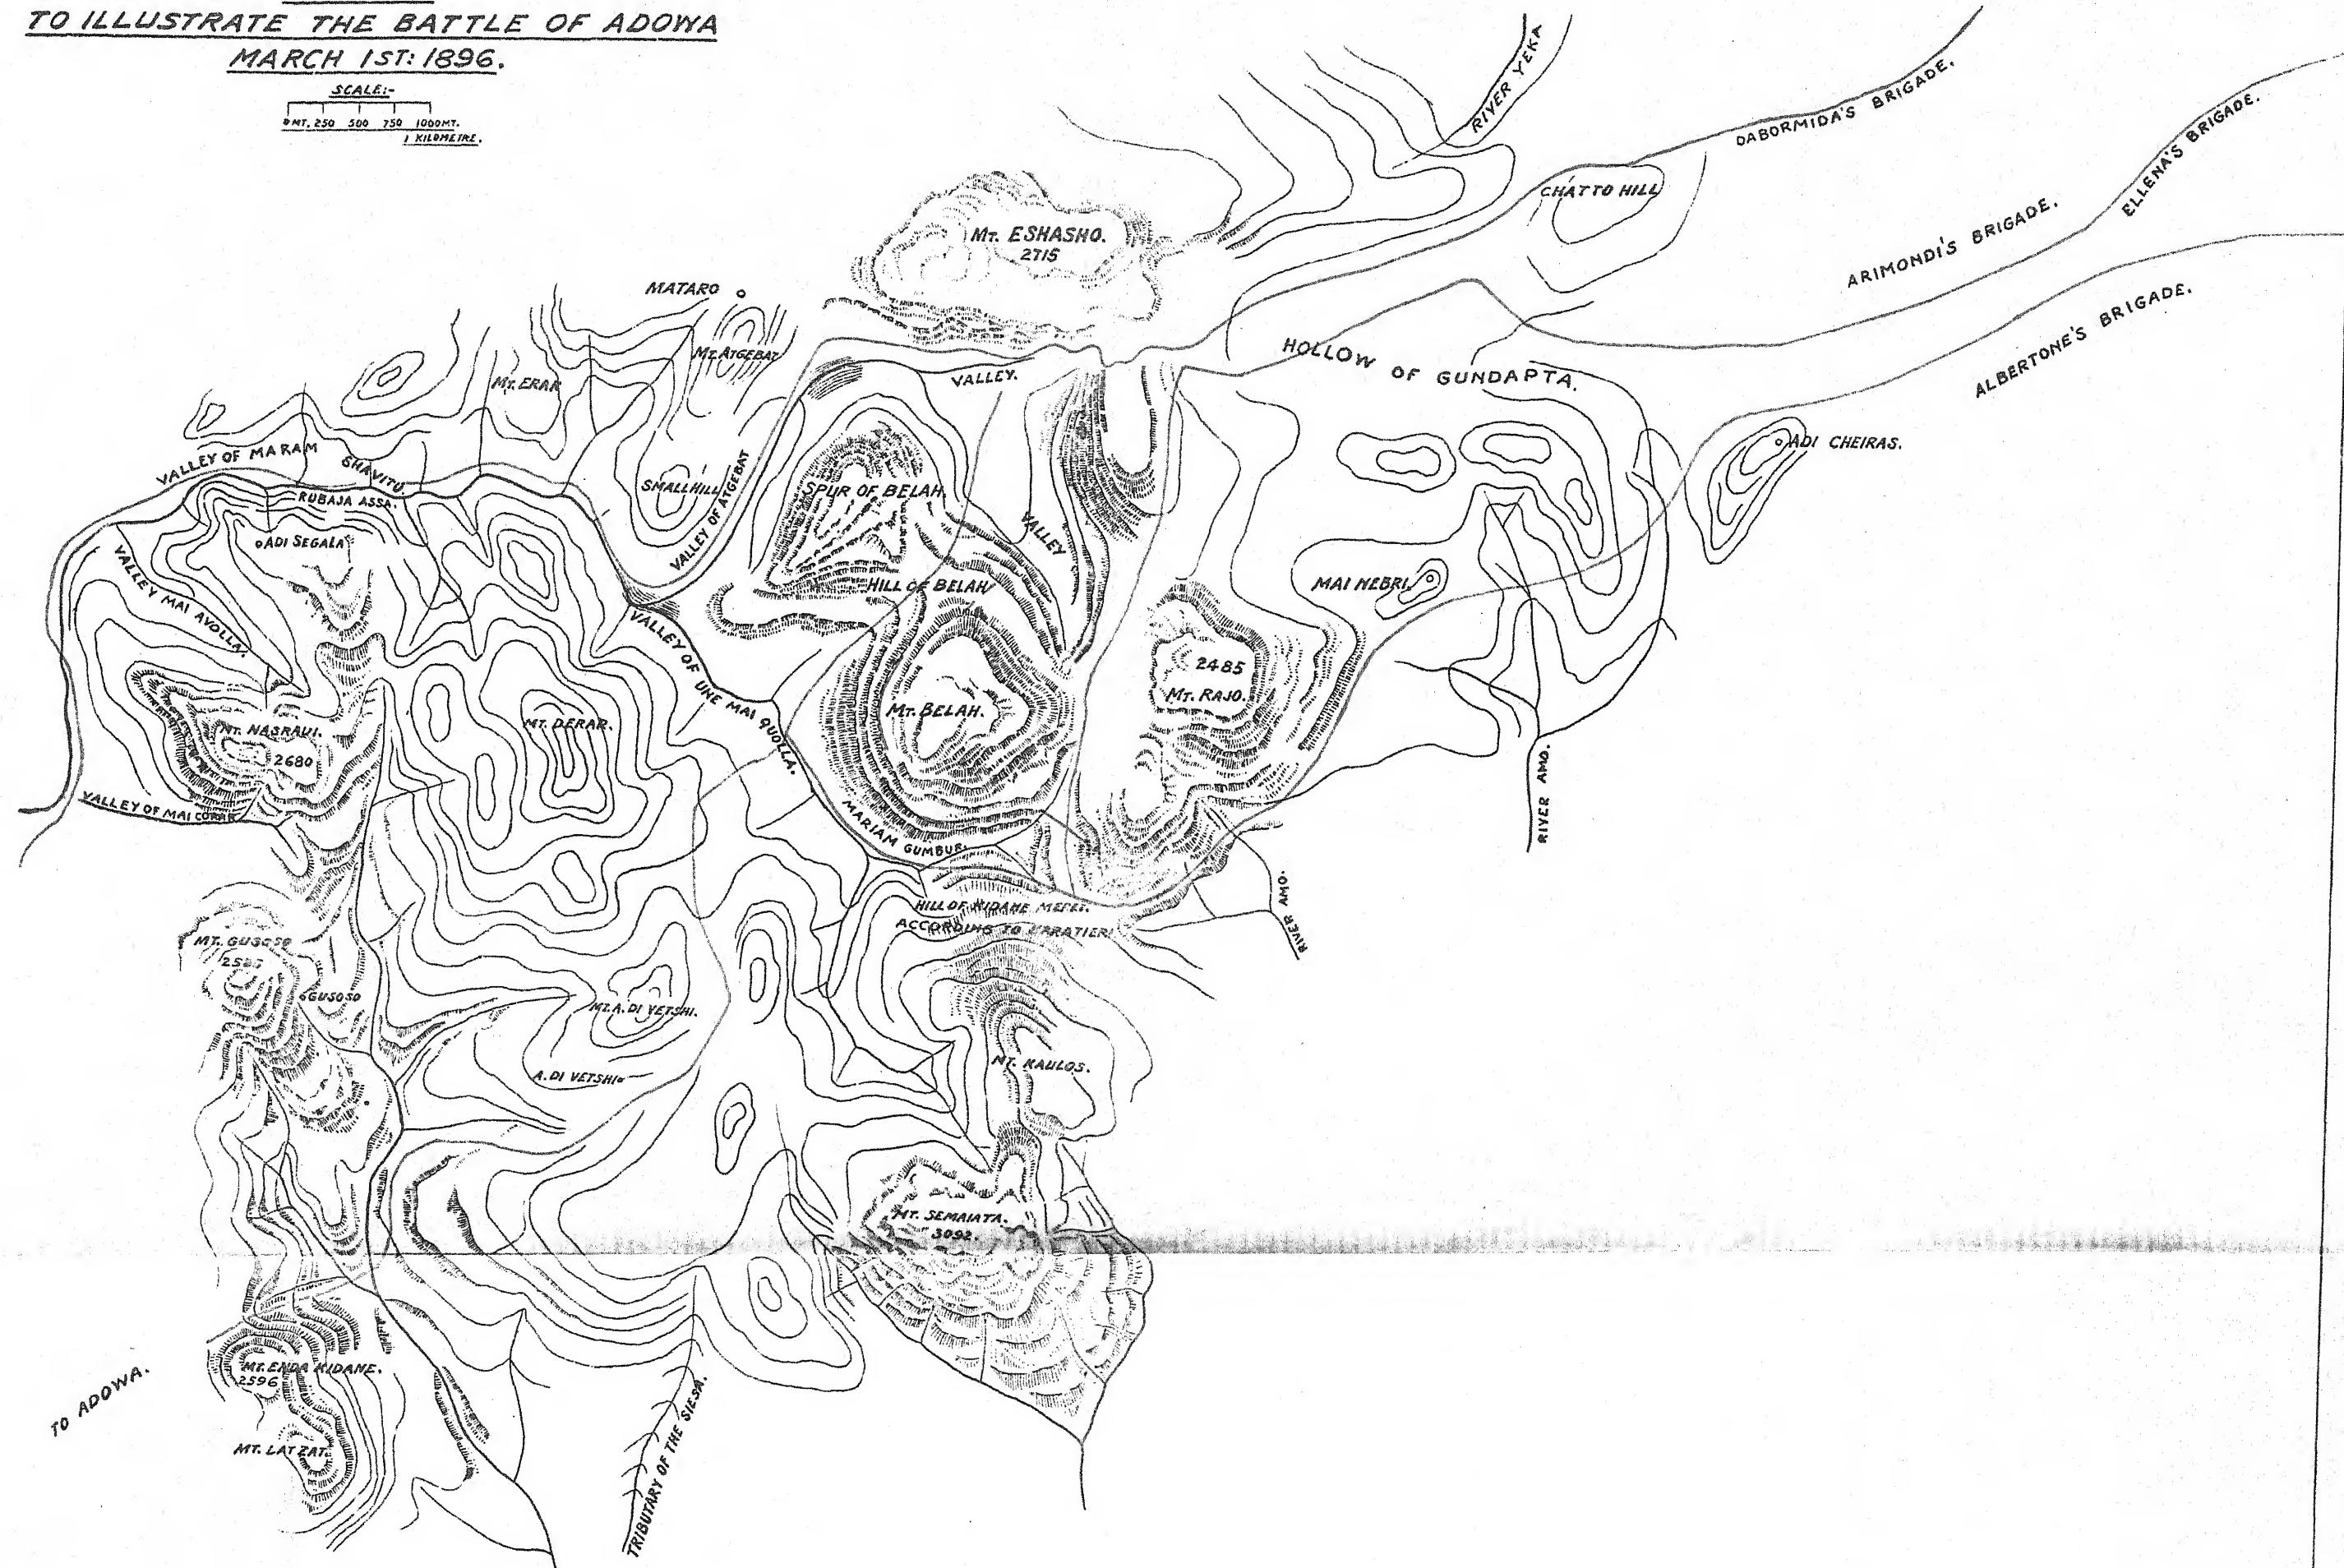 TO ILLUSTRATE THE BATTLE OF ADOWA
MARCH 1ST: 1896.
SCALE:-
0 MT. 250 500 750 1000 MT.
1 KILOMETRE.
RIVER YEKA
DABORMIDA'S BRIGADE.
ELLENA'S BRIGADE.
CHATTO HILL
MT. ESHASHO.
2715
ARIMONDI'S BRIGADE.
ALBERTONE'S BRIGADE.
MATARO
MT. ATGEBAT
MT. ERAR
VALLEY.
HOLLOW OF GUNDAPTA.
ADI CHEIRAS.
VALLEY OF MARAM
SHAVITU.
RUBAJA ASSA.
SMALL HILL
VALLEY OF ATGEBAT
SPUR OF BELAH
VALLEY
ADI SEGALA
VALLEY MAI AVOLLA.
HILL OF BELAH
MAI NEBRI.
VALLEY OF UNE MAI QUOLLA.
2485
MT. RAJO.
MT. BELAH.
MT. DERAR.
MT. NASRAUI.
2680
VALLEY OF MAI CORAR
MARIAM GUMBUR.
RIVER AMO.
RIVER AMO.
HILL OF KIDANE MERET.
ACCORDING TO
MT. GUSOSO
GUSOSO
MT. A.DI VETSHI.
A.DI VETSHI
MT. KAULOS.
MT. SEMAIATA.
3092.
MT. ENDA KIDANE.
2596
TO ADOWA.
MT. LATZAT.
TRIBUTARY OF THE SIESA.